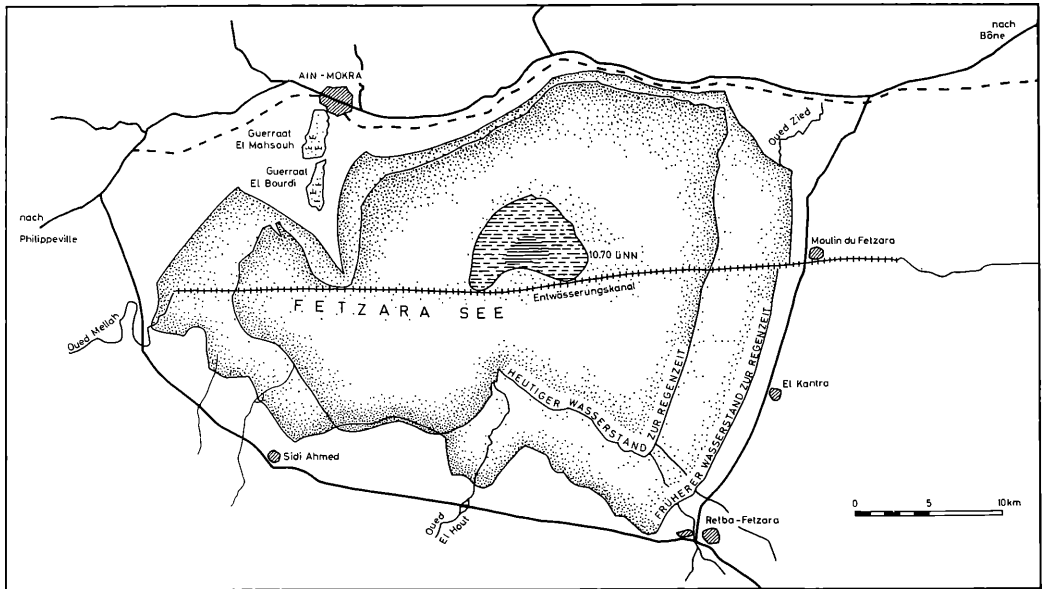 nach
Bône
AIN-MOKRA
Guerraat
El Mahsouh
Oued Zied
Guerraat
El Bourdi
nach
Philippeville
Moulin du Fetzara
10.70 ÜNN
Entwässerungskanal
FETZARA SEE
Oued Mellah
HEUTIGER WASSERSTAND ZUR REGENZEIT
FRÜHERER WASSERSTAND ZUR REGENZEIT
El Kantra
Sidi Ahmed
0 5 10km
Oued
El Hout
Retba-Fetzara